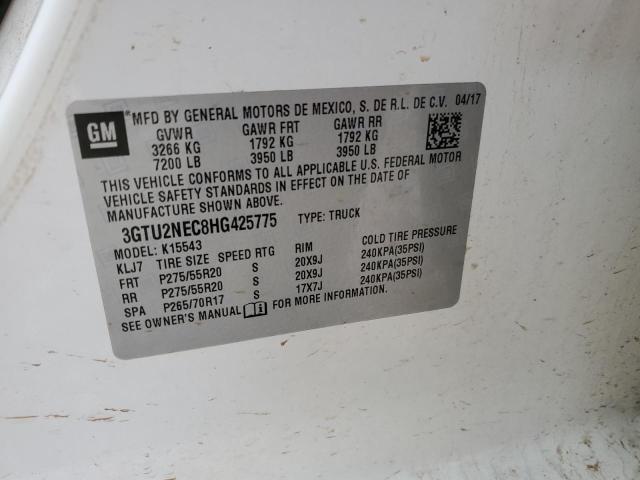 GM
MFD BY GENERAL MOTORS DE MEXICO, S. DE R.L. DE C.V. 04/17
GVWR GAWR FRT GAWR RR
3266 KG 1792 KG 1792 KG
7200 LB 3950 LB 3950 LB
THIS VEHICLE CONFORMS TO ALL APPLICABLE U.S. FEDERAL MOTOR
VEHICLE SAFETY STANDARDS IN EFFECT ON THE DATE OF
MANUFACTURE SHOWN ABOVE.
3GTU2NEC8HG425775 TYPE: TRUCK
MODEL: K15543
KLJ7 TIRE SIZE SPEED RTG RIM COLD TIRE PRESSURE
FRT P275/55R20 S 20X9J 240KPA(35PSI)
RR P275/55R20 S 20X9J 240KPA(35PSI)
SPA P265/70R17 S 17X7J 240KPA(35PSI)
SEE OWNER'S MANUAL FOR MORE INFORMATION.